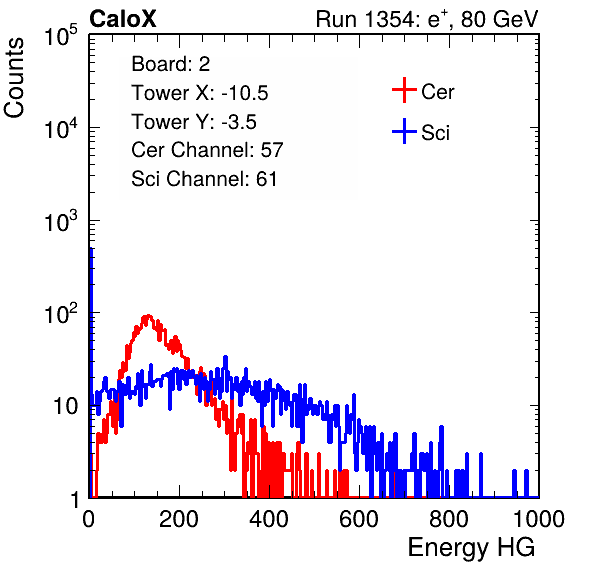 CaloX Run 1354: e⁺, 80 GeV
Counts
Board: 2
Tower X: -10.5
Tower Y: -3.5
Cer Channel: 57
Sci Channel: 61
Cer
Sci
10⁵
10⁴
10³
10²
10
1
0 200 400 600 800 1000
Energy HG